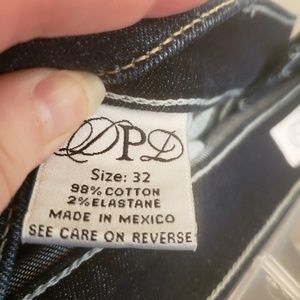 DPD
Size: 32
98% COTTON
2% ELASTANE
MADE IN MEXICO
SEE CARE ON REVERSE